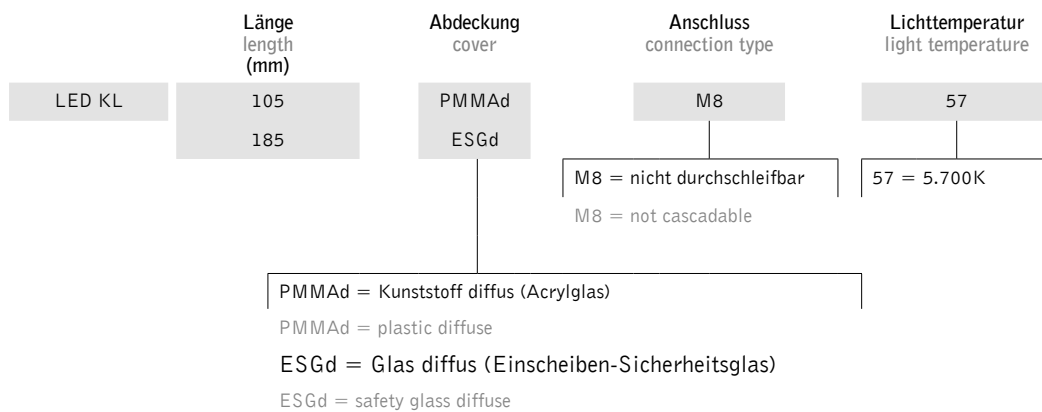 Länge Abdeckung Anschluss Lichttemperatur
length cover connection type light temperature
(mm)
LED KL 105 PMMAd M8 57
185 ESGd
M8 = nicht durchschleifbar 57 = 5.700K
M8 = not cascadable
PMMAd = Kunststoff diffus (Acrylglas)
PMMAd = plastic diffuse
ESGd = Glas diffus (Einscheiben-Sicherheitsglas)
ESGd = safety glass diffuse